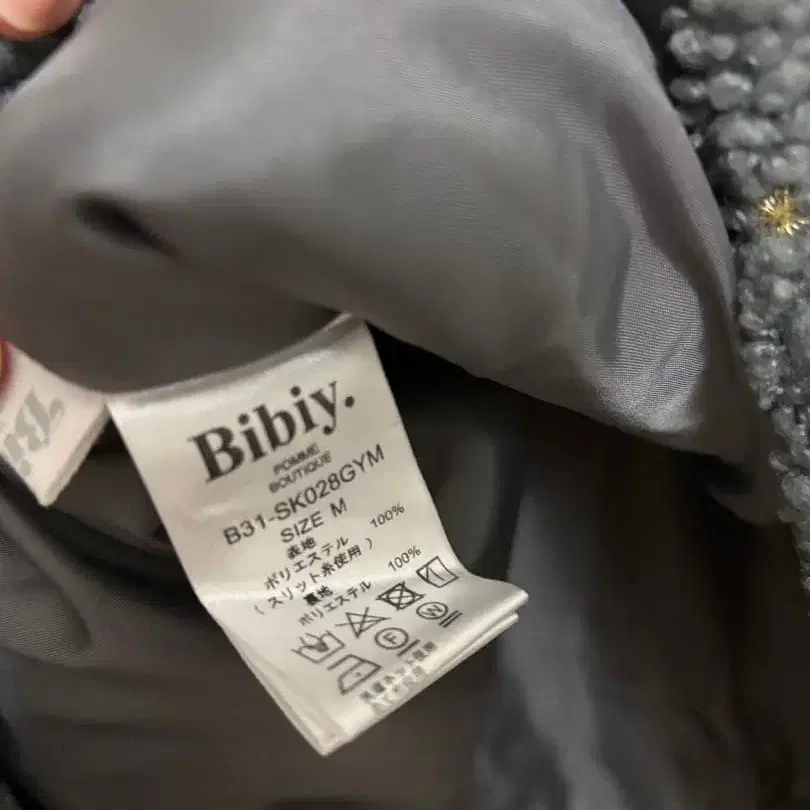 Bibiy.
POMME
BOUTIQUE
B31-SK028GYM
SIZE M
表地
ポリエステル 100%
( スリット糸使用 )
裏地
ポリエステル 100%
F W
Bi